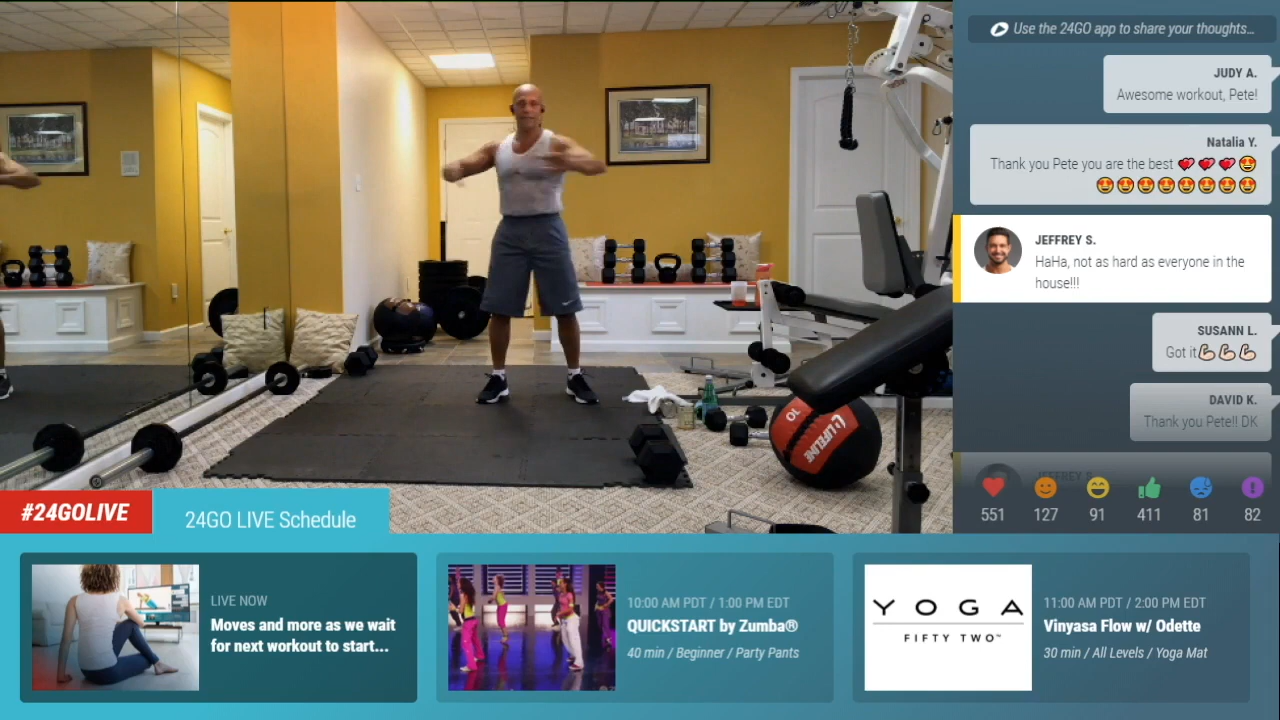 Use the 24GO app to share your thoughts...
JUDY A.
Awesome workout, Pete!
Natalia Y.
Thank you Pete you are the best
JEFFREY S.
HaHa, not as hard as everyone in the
house!!!
SUSANN L.
Got it
DAVID K.
Thank you Pete!! DK
JEFFREY S.
551 127 91 411 81 82
10
LIFELINE
#24GOLIVE
24GO LIVE Schedule
LIVE NOW
Moves and more as we wait
for next workout to start...
10:00 AM PDT / 1:00 PM EDT
QUICKSTART by Zumba®
40 min / Beginner / Party Pants
YOGA
FIFTY TWO™
11:00 AM PDT / 2:00 PM EDT
Vinyasa Flow w/ Odette
30 min / All Levels / Yoga Mat